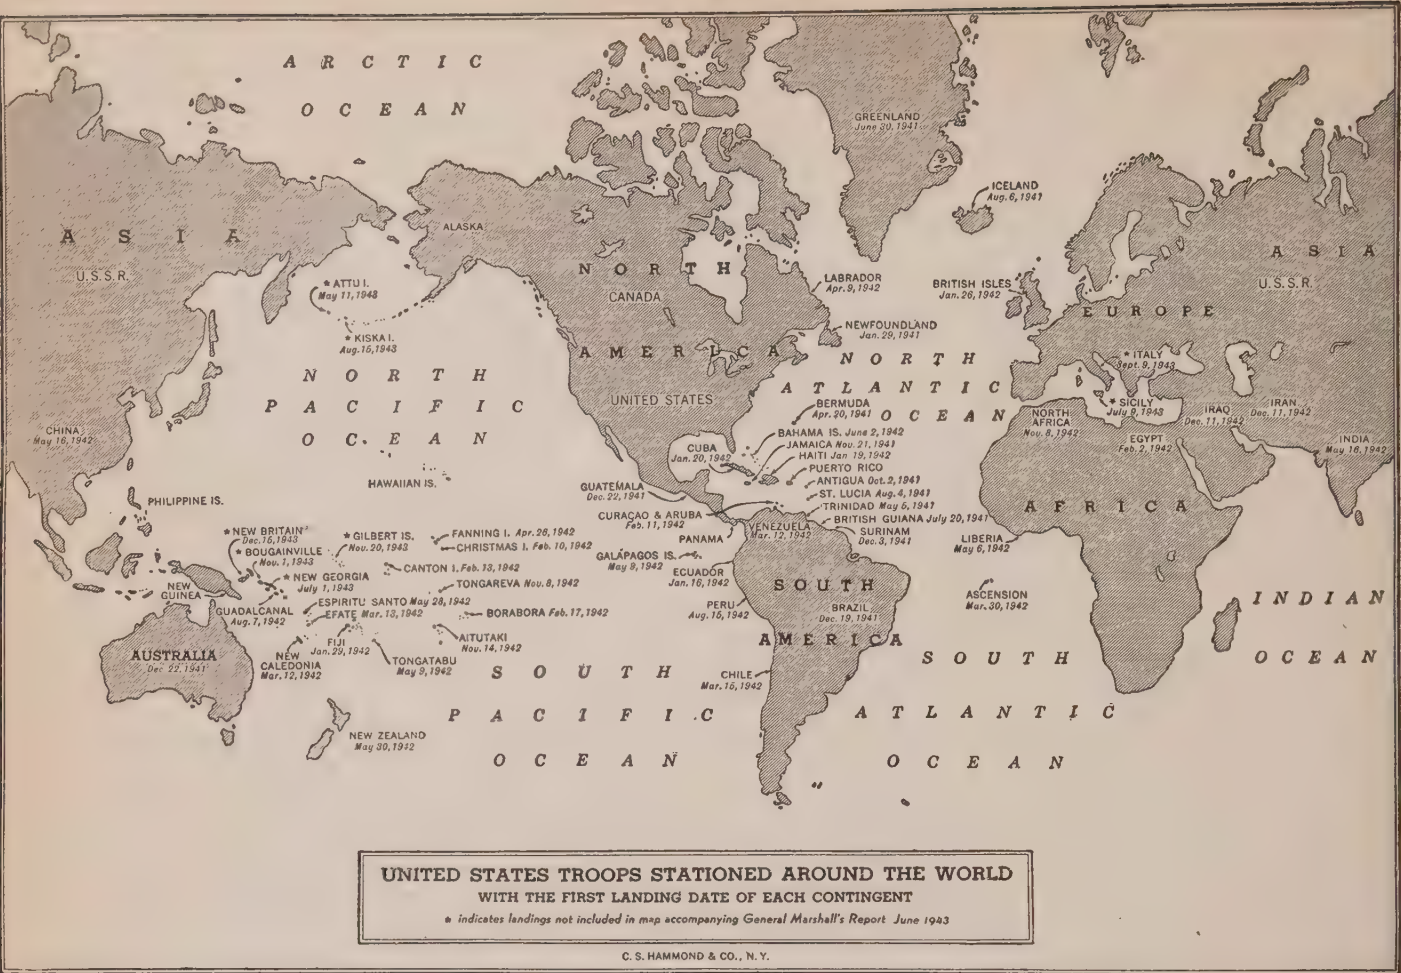 ARCTIC
OCEAN
GREENLAND
June 30, 1941
ICELAND
Aug. 6, 1941
ASIA
U.S.S.R.
ALASKA
NORTH
AMERICA
CANADA
UNITED STATES
LABRADOR
Apr. 9, 1942
BRITISH ISLES
Jan. 26, 1942
EUROPE
ASIA
U.S.S.R.
* ATTU I.
May 11, 1943
* KISKA I.
Aug. 15, 1943
NEWFOUNDLAND
Jan. 29, 1941
NORTH
ATLANTIC
OCEAN
NORTH
PACIFIC
OCEAN
* ITALY
Sept. 9, 1943
* SICILY
July 9, 1943
BERMUDA
Apr. 20, 1941
NORTH
AFRICA
Nov. 8, 1942
IRAQ
Dec. 11, 1942
IRAN
Dec. 11, 1942
EGYPT
Feb. 2, 1942
INDIA
May 16, 1942
CHINA
May 16, 1942
BAHAMA IS. June 2, 1942
JAMAICA Nov. 21, 1941
HAITI Jan 19, 1942
PUERTO RICO
ANTIGUA Oct. 2, 1941
ST. LUCIA Aug. 4, 1941
TRINIDAD May 5, 1941
BRITISH GUIANA July 20, 1941
SURINAM
Dec. 3, 1941
CUBA
Jan. 20, 1942
HAWAIIAN IS.
GUATEMALA
Dec. 22, 1941
CURAÇAO & ARUBA
Feb. 11, 1942
PANAMA
VENEZUELA
Mar. 12, 1942
GALÁPAGOS IS.
May 9, 1942
ECUADOR
Jan. 16, 1942
PERU
Aug. 15, 1942
CHILE
Mar. 15, 1942
SOUTH
AMERICA
BRAZIL
Dec. 19, 1941
AFRICA
LIBERIA
May 6, 1942
ASCENSION
Mar. 30, 1942
INDIAN
OCEAN
PHILIPPINE IS.
* NEW BRITAIN
Dec. 15, 1943
* BOUGAINVILLE
Nov. 1, 1943
* GILBERT IS.
Nov. 20, 1943
FANNING I. Apr. 26, 1942
CHRISTMAS I. Feb. 10, 1942
CANTON I. Feb. 13, 1942
NEW
GUINEA
* NEW GEORGIA
July 1, 1943
TONGAREVA Nov. 8, 1942
GUADALCANAL
Aug. 7, 1942
ESPIRITU SANTO May 28, 1942
EFATE Mar. 13, 1942
BORABORA Feb. 17, 1942
FIJI
Jan. 29, 1942
AITUTAKI
Nov. 14, 1942
AUSTRALIA
Dec 22, 1941
NEW
CALEDONIA
Mar. 12, 1942
TONGATABU
May 9, 1942
NEW ZEALAND
May 30, 1942
SOUTH
PACIFIC
OCEAN
SOUTH
ATLANTIC
OCEAN
UNITED STATES TROOPS STATIONED AROUND THE WORLD
WITH THE FIRST LANDING DATE OF EACH CONTINGENT
* indicates landings not included in map accompanying General Marshall's Report June 1943
C. S. HAMMOND & CO., N. Y.